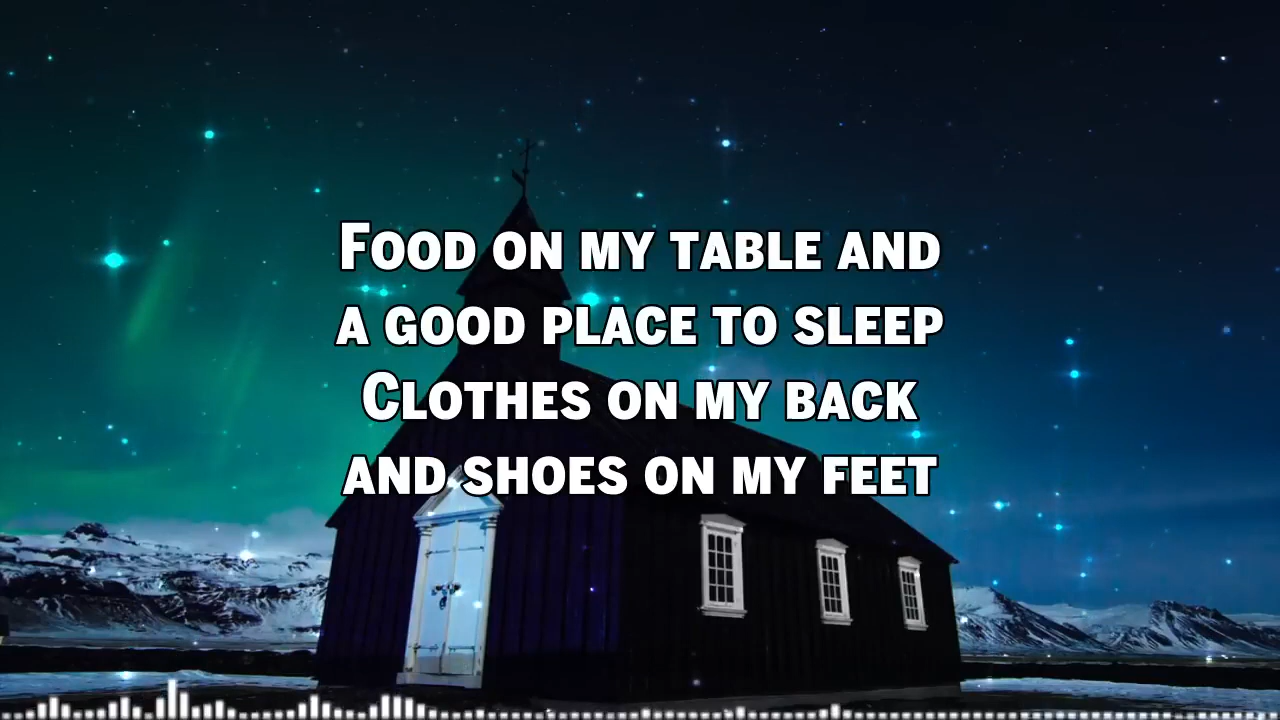 Food on my table and
a good place to sleep
Clothes on my back
and shoes on my feet